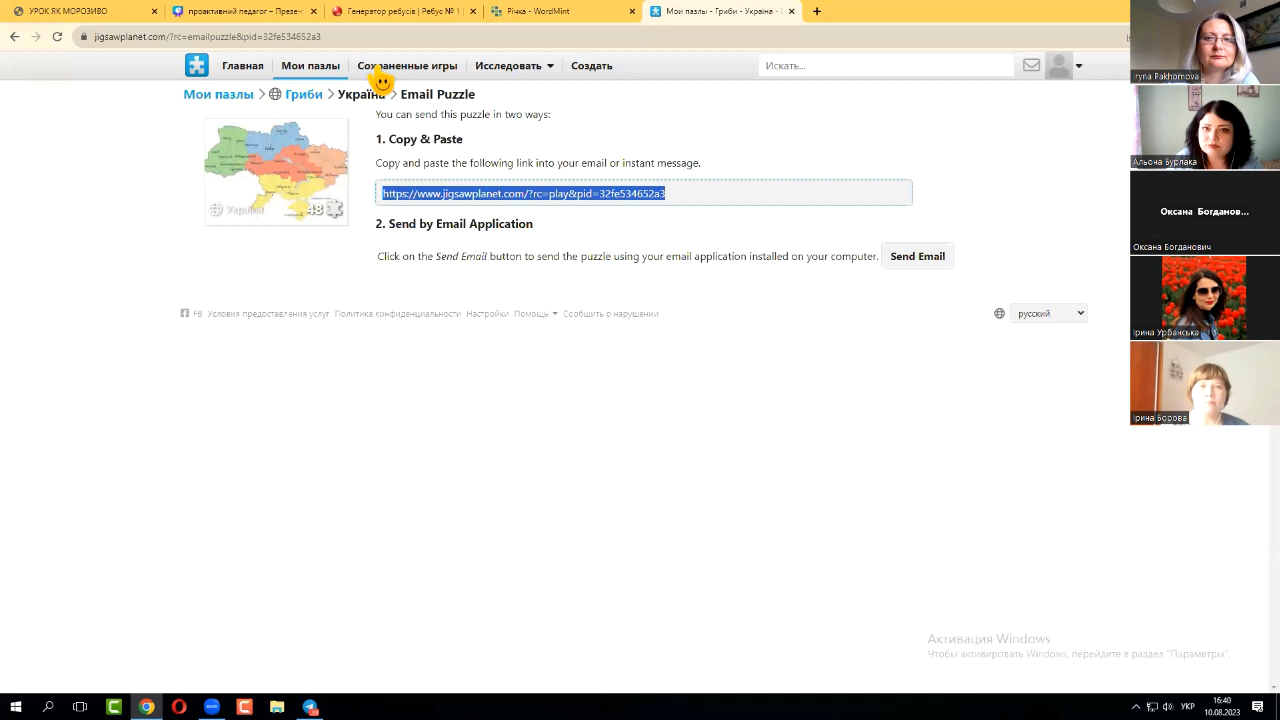 УРОК ЯК МОРОЗИВО
проактивний педагог – Презен
Генератор ребусів | Ребус № 1 |
Річка - WordMint
Мои пазлы - Гриби - Україна -
jigsawplanet.com/?rc=emailpuzzle&pid=32fe534652a3
Главная
Мои пазлы
Сохраненные игры
Исследовать
Создать
Искать...
Мои пазлы > Гриби > Україна > Email Puzzle
You can send this puzzle in two ways:
1. Copy & Paste
Copy and paste the following link into your email or instant message.
https://www.jigsawplanet.com/?rc=play&pid=32fe534652a3
Україна
48
2. Send by Email Application
Click on the Send Email button to send the puzzle using your email application installed on your computer.
Send Email
FB Условия предоставления услуг Политика конфиденциальности Настройки Помощь Сообщить о нарушении
русский
ryna Pakhomova
Альона Бурлака
Оксана Богданов...
Оксана Богданович
Ірина Урбанська
Ірина Борова
Активация Windows
Чтобы активировать Windows, перейдите в раздел "Параметры".
УКР
16:40
10.08.2023